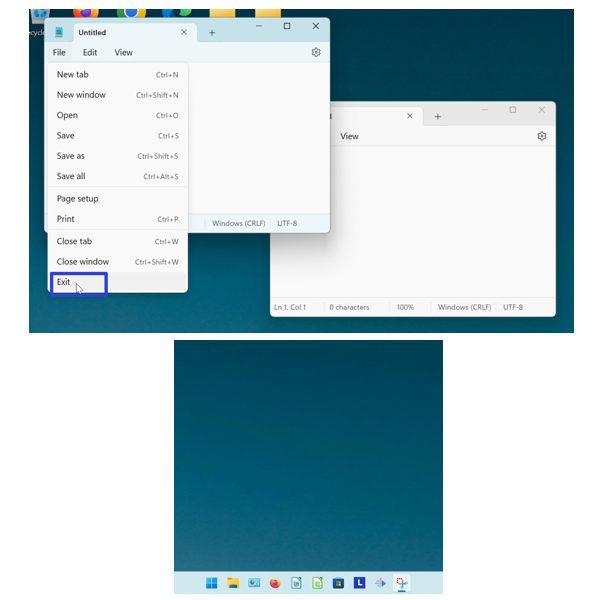 Untitled
File Edit View
New tab Ctrl+N
New window Ctrl+Shift+N
Open Ctrl+O
Save Ctrl+S
Save as Ctrl+Shift+S
Save all Ctrl+Alt+S
Page setup
Print Ctrl+P
Close tab Ctrl+W
Close window Ctrl+Shift+W
Exit
Windows (CRLF) UTF-8
View
Ln 1, Col 1 0 characters 100% Windows (CRLF) UTF-8
L